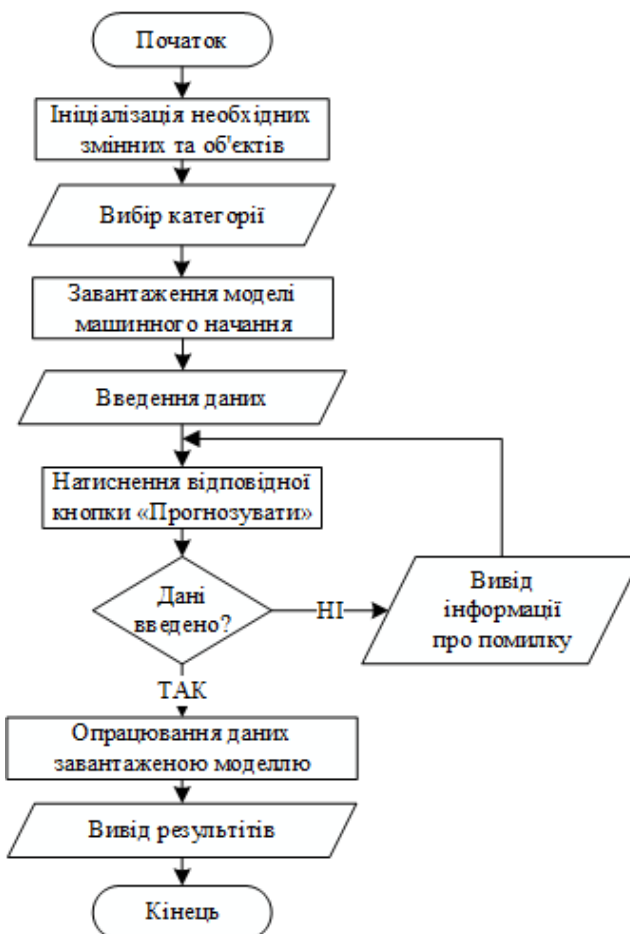 Початок
Ініціалізація необхідних
змінних та об'єктів
Вибір категорії
Завантаження моделі
машинного начання
Введення даних
Натиснення відповідної
кнопки «Прогнозувати»
Дані
введено?
НІ
Вивід
інформації
про помилку
ТАК
Опрацювання даних
завантаженою моделлю
Вивід результітів
Кінець